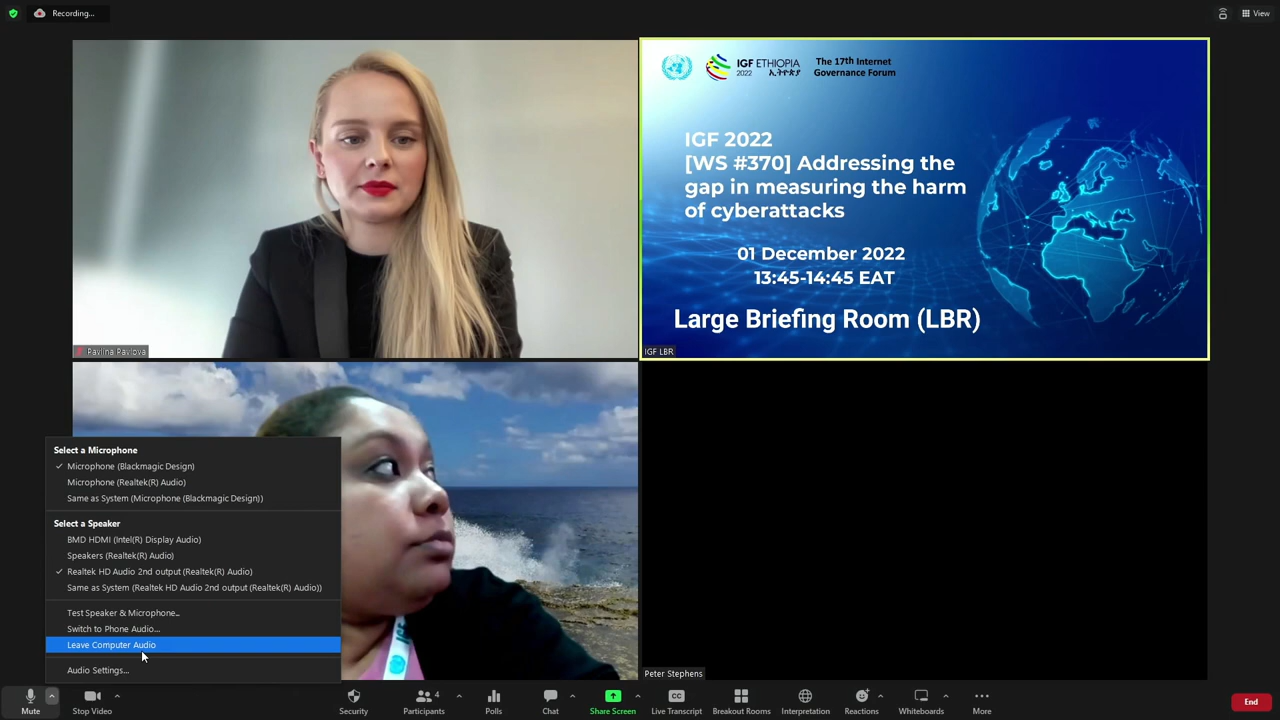 Recording...
View
IGF ETHIOPIA
2022 ኢትዮጵያ
The 17th Internet
Governance Forum
IGF 2022
[WS #370] Addressing the
gap in measuring the harm
of cyberattacks
01 December 2022
13:45-14:45 EAT
Large Briefing Room (LBR)
Pavlina Pavlova
IGF LBR
Select a Microphone
Microphone (Blackmagic Design)
Microphone (Realtek(R) Audio)
Same as System (Microphone (Blackmagic Design))
Select a Speaker
BMD HDMI (Intel(R) Display Audio)
Speakers (Realtek(R) Audio)
Realtek HD Audio 2nd output (Realtek(R) Audio)
Same as System (Realtek HD Audio 2nd output (Realtek(R) Audio))
Test Speaker & Microphone...
Switch to Phone Audio...
Leave Computer Audio
Audio Settings...
Peter Stephens
Mute
Stop Video
Security
Participants 4
Polls
Chat
Share Screen
CC
Live Transcript
Breakout Rooms
Interpretation
Reactions
Whiteboards
More
End